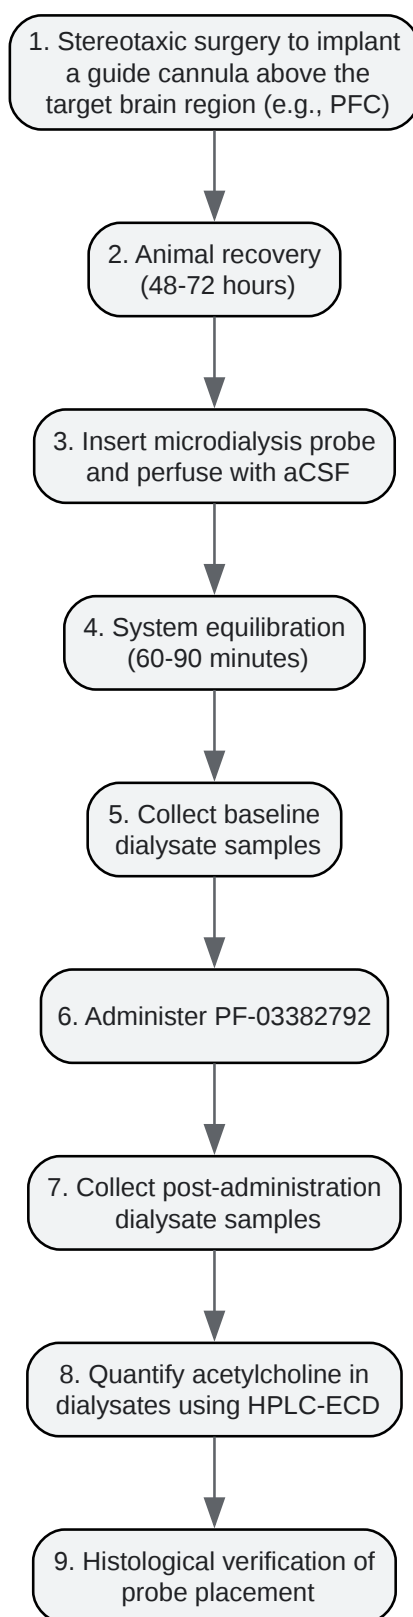 1. Stereotaxic surgery to implant
a guide cannula above the
target brain region (e.g., PFC)
2. Animal recovery
(48-72 hours)
3. Insert microdialysis probe
and perfuse with aCSF
4. System equilibration
(60-90 minutes)
5. Collect baseline
dialysate samples
6. Administer PF-03382792
7. Collect post-administration
dialysate samples
8. Quantify acetylcholine in
dialysates using HPLC-ECD
9. Histological verification of
probe placement